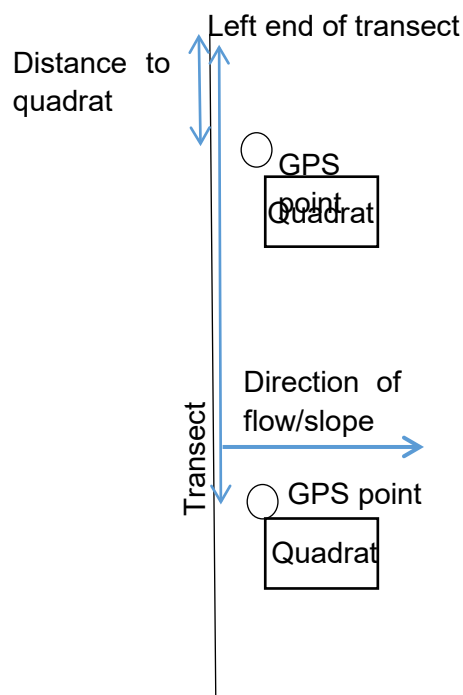 Left end of transect
Distance to
quadrat
GPS
point
Quadrat
Direction of
flow/slope
Transect
GPS point
Quadrat